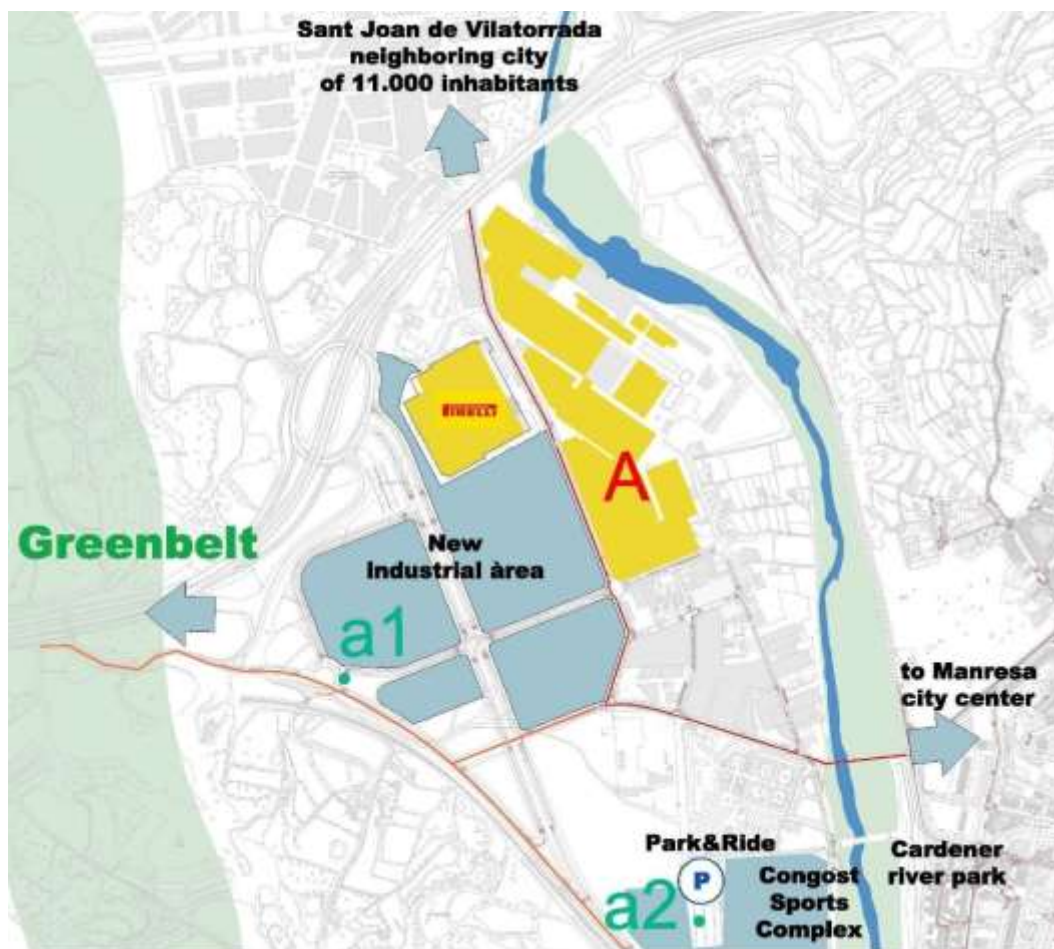 Sant Joan de Vilatorrada
neighboring city
of 11.000 inhabitants
PIRELLI
A
Greenbelt
New
Industrial àrea
a1
to Manresa
city center
Park&Ride
P
a2
Congost
Sports
Complex
Cardener
river park